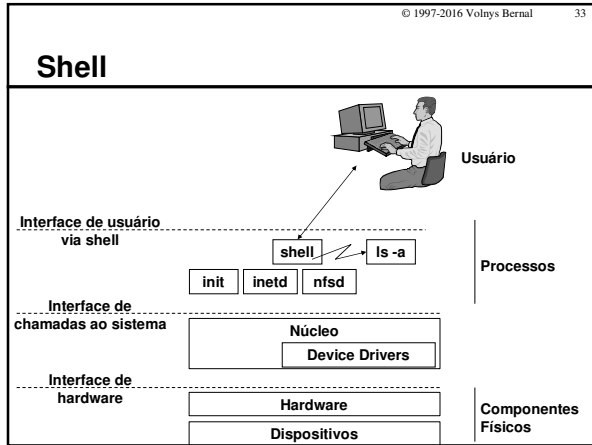 © 1997-2016 Volnys Bernal 33
Shell
Usuário
Interface de usuário
via shell
shell
ls -a
Processos
init
inetd
nfsd
Interface de
chamadas ao sistema
Núcleo
Device Drivers
Interface de
hardware
Hardware
Componentes
Físicos
Dispositivos